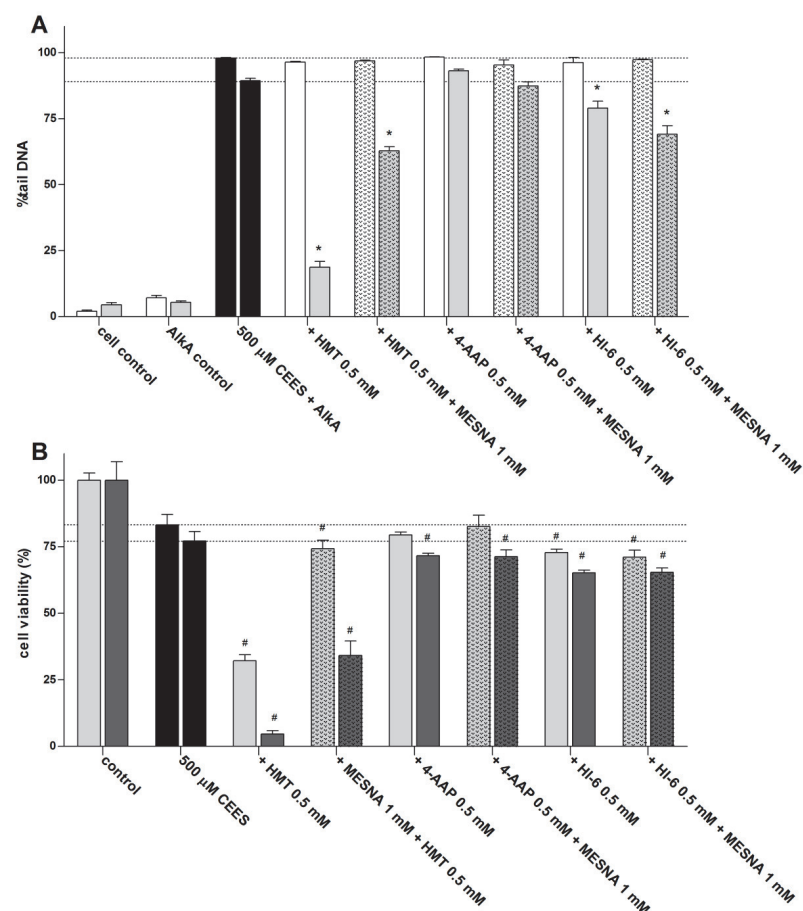 A
%tail DNA
100
75
50
25
0
*
*
*
*
cell control
AlkA control
500 µM CEES + AlkA
+ HMT 0.5 mM
+ HMT 0.5 mM + MESNA 1 mM
+ 4-AAP 0.5 mM
+ 4-AAP 0.5 mM + MESNA 1 mM
+ HI-6 0.5 mM
+ HI-6 0.5 mM + MESNA 1 mM
B
cell viability (%)
100
75
50
25
0
#
#
#
#
#
#
#
#
#
#
control
500 µM CEES
+ HMT 0.5 mM
+ MESNA 1 mM + HMT 0.5 mM
+ 4-AAP 0.5 mM
+ 4-AAP 0.5 mM + MESNA 1 mM
+ HI-6 0.5 mM
+ HI-6 0.5 mM + MESNA 1 mM